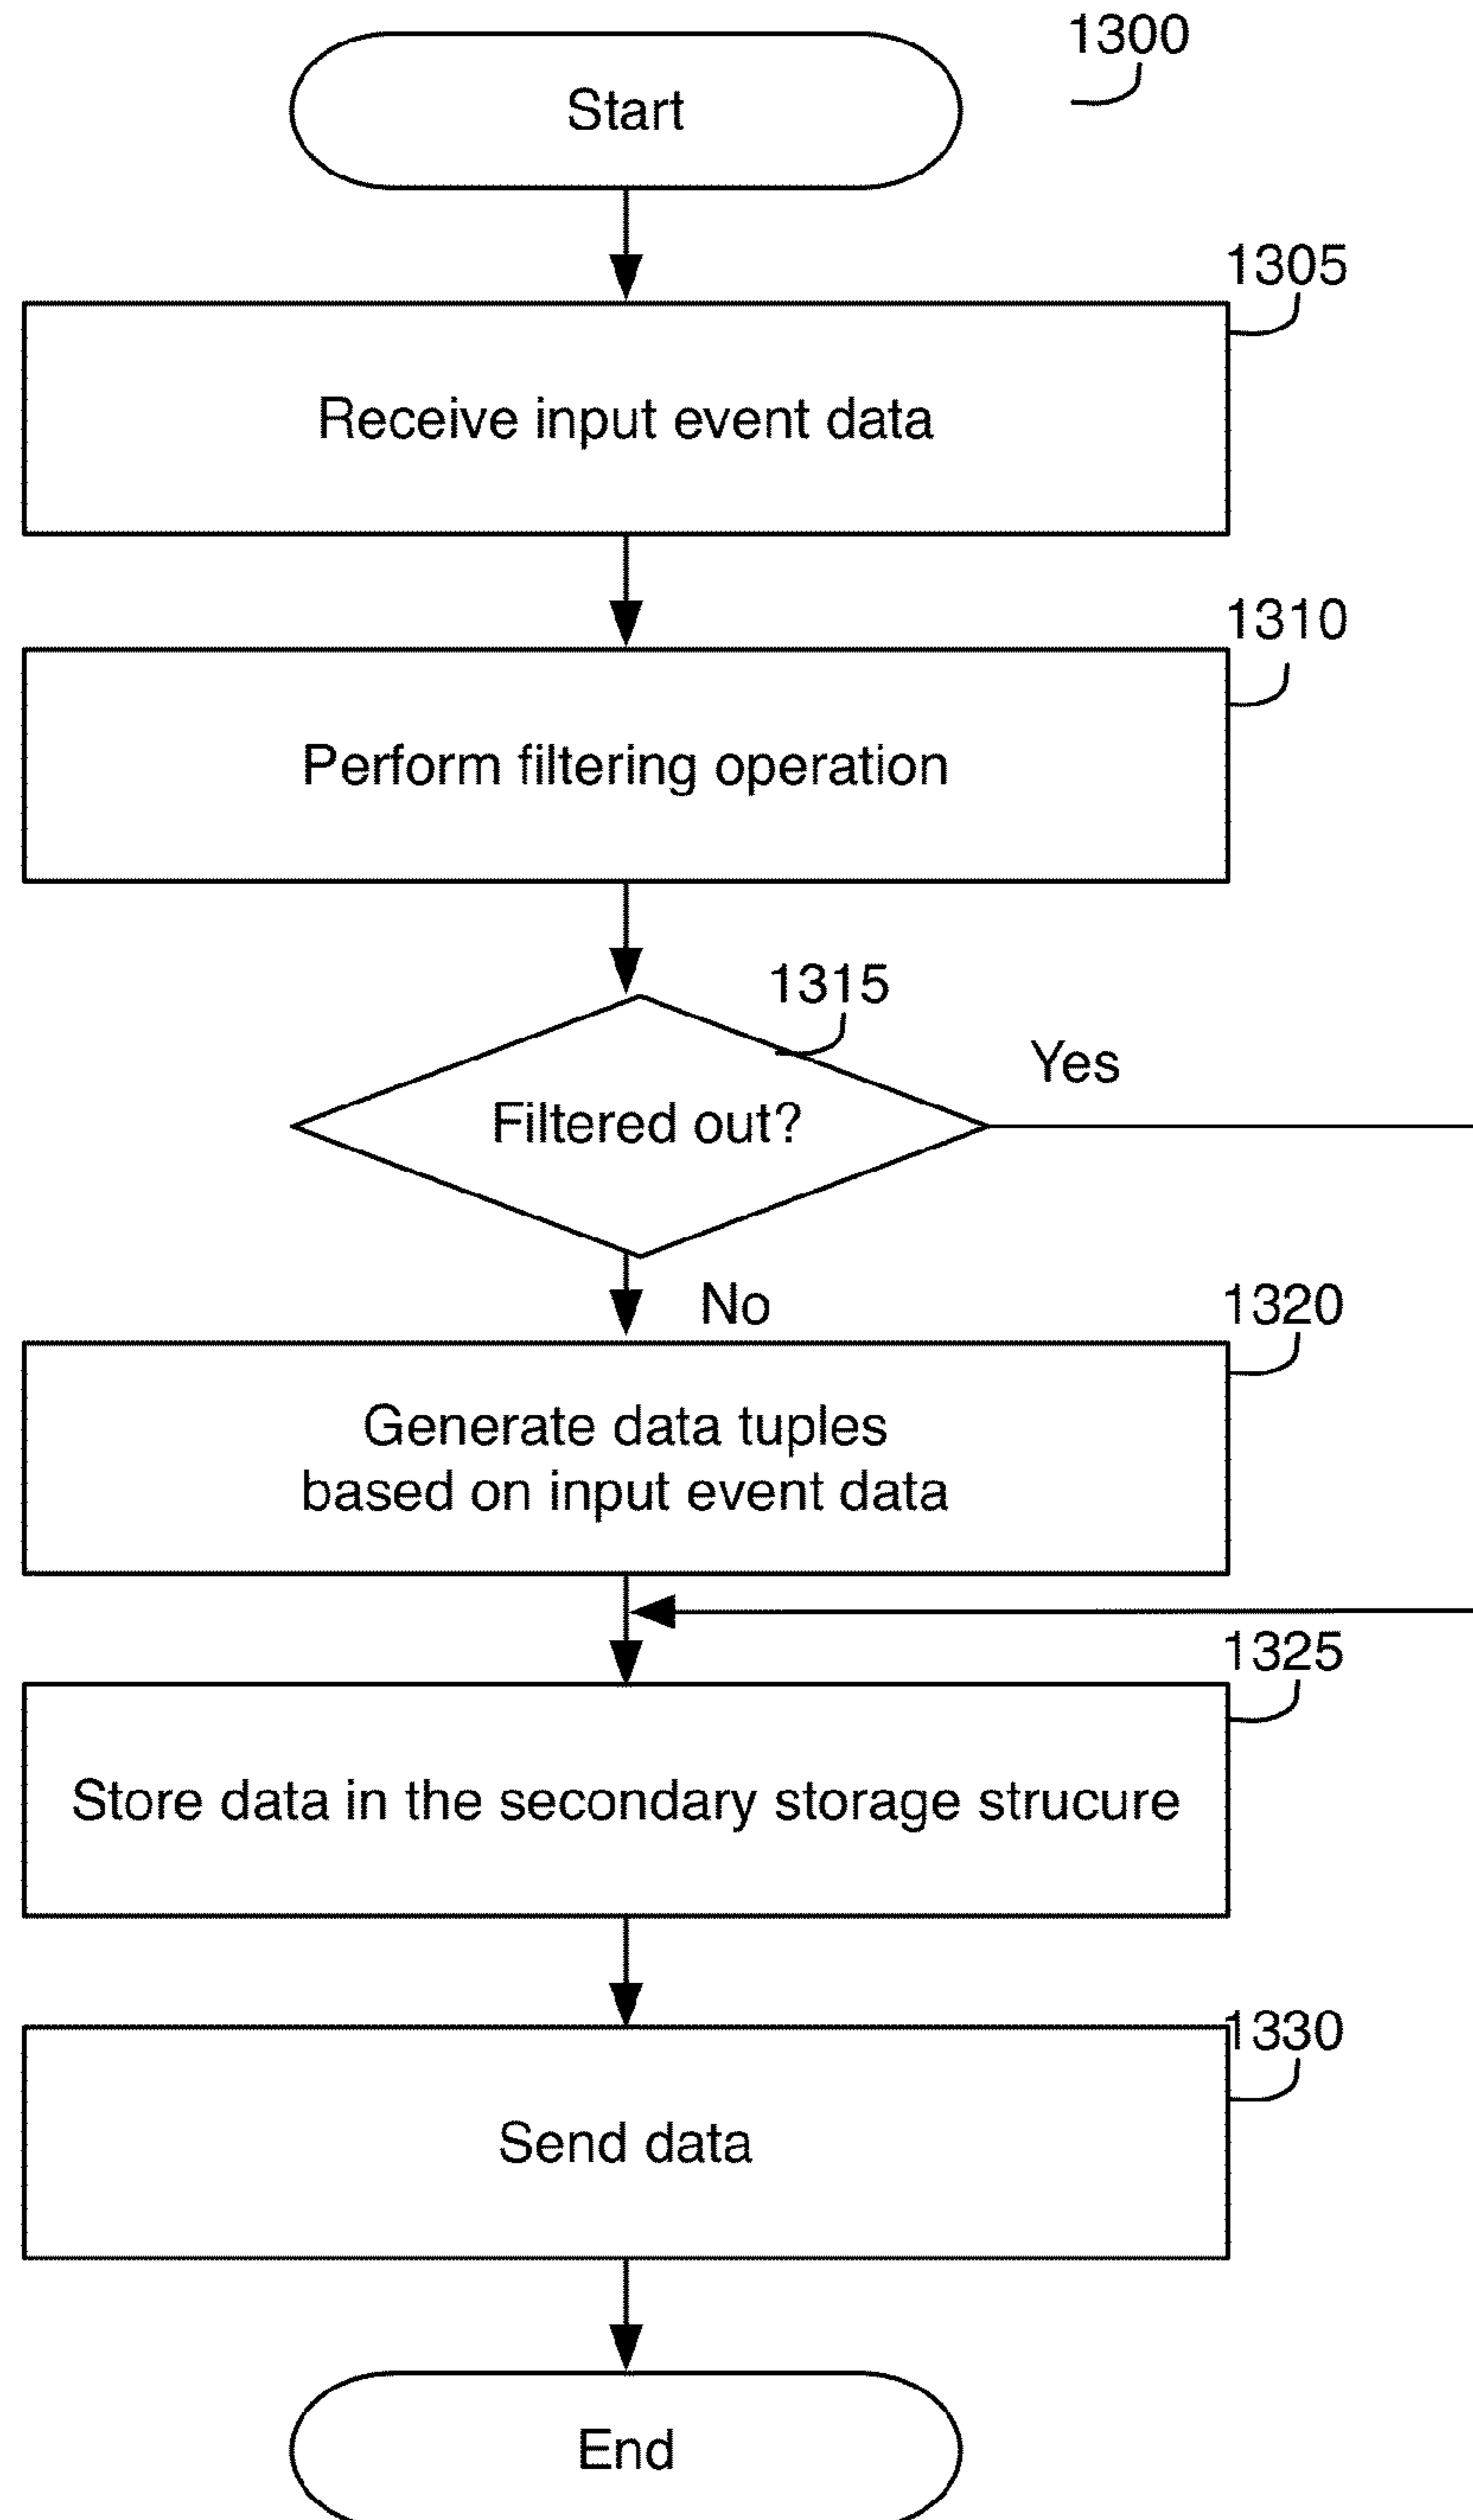 1300
Start
1305
Receive input event data
1310
Perform filtering operation
1315
Yes
Filtered out?
No
1320
Generate data tuples
based on input event data
1325
Store data in the secondary storage strucure
1330
Send data
End